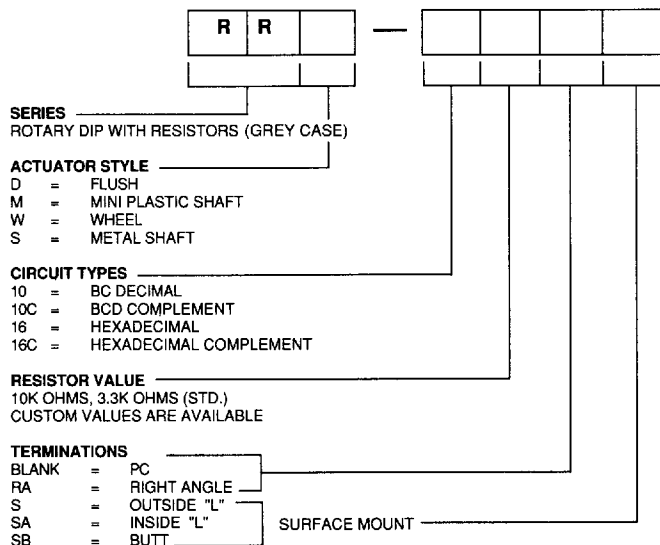 R R —
SERIES
ROTARY DIP WITH RESISTORS (GREY CASE)
ACTUATOR STYLE
D = FLUSH
M = MINI PLASTIC SHAFT
W = WHEEL
S = METAL SHAFT
CIRCUIT TYPES
10 = BC DECIMAL
10C = BCD COMPLEMENT
16 = HEXADECIMAL
16C = HEXADECIMAL COMPLEMENT
RESISTOR VALUE
10K OHMS, 3.3K OHMS (STD.)
CUSTOM VALUES ARE AVAILABLE
TERMINATIONS
BLANK = PC
RA = RIGHT ANGLE
S = OUTSIDE "L"
SA = INSIDE "L" SURFACE MOUNT
SB = BUTT